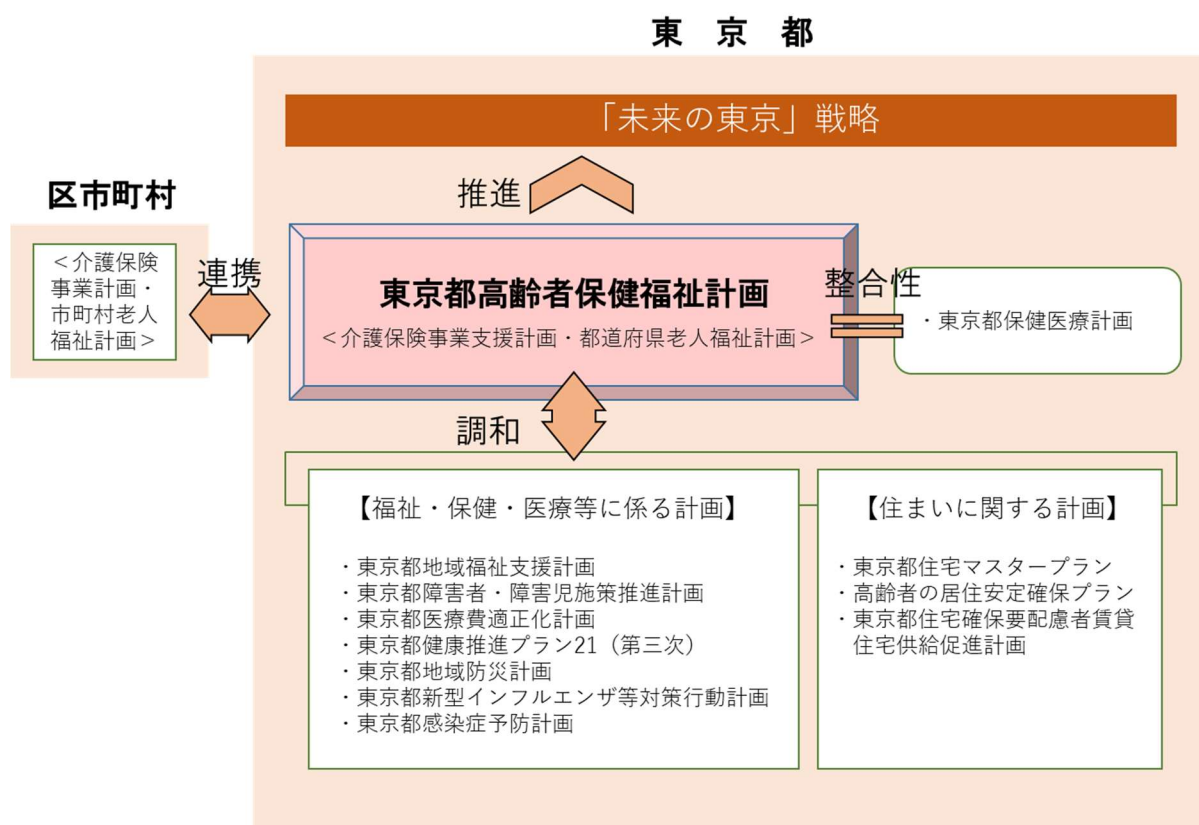 東 京 都
「未来の東京」戦略
推進
区市町村
<介護保険
事業計画・
市町村老人
福祉計画>
連携
東京都高齢者保健福祉計画
<介護保険事業支援計画・都道府県老人福祉計画>
整合性
・東京都保健医療計画
調和
【福祉・保健・医療等に係る計画】
・東京都地域福祉支援計画
・東京都障害者・障害児施策推進計画
・東京都医療費適正化計画
・東京都健康推進プラン21（第三次）
・東京都地域防災計画
・東京都新型インフルエンザ等対策行動計画
・東京都感染症予防計画
【住まいに関する計画】
・東京都住宅マスタープラン
・高齢者の居住安定確保プラン
・東京都住宅確保要配慮者賃貸
住宅供給促進計画